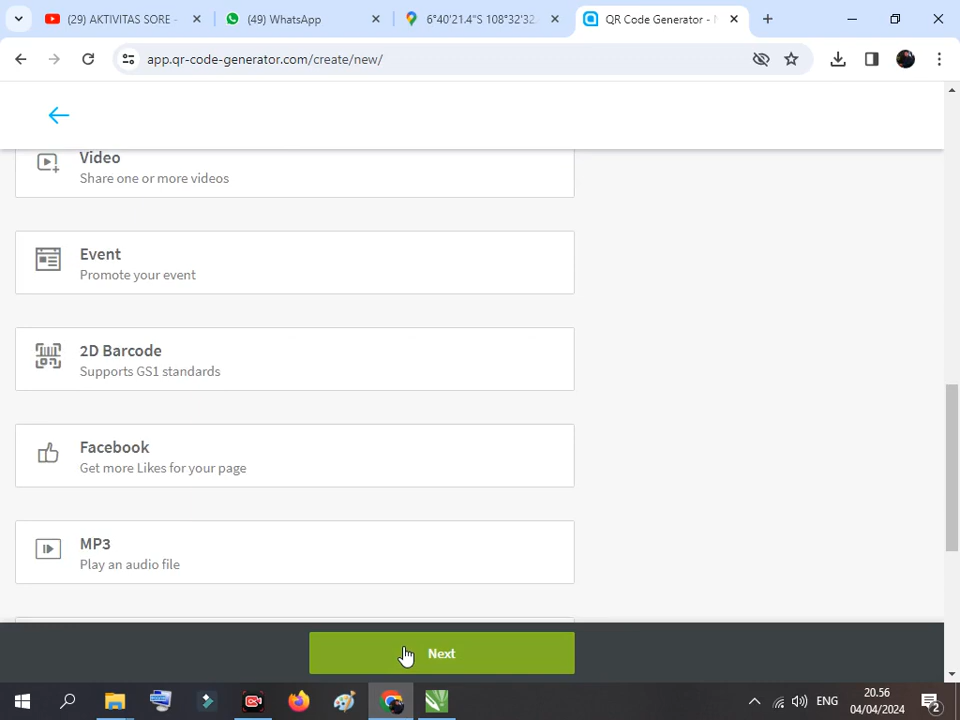 (29) AKTIVITAS SORE -
(49) WhatsApp
6°40'21.4"S 108°32'32.
QR Code Generator - N
app.qr-code-generator.com/create/new/
Video
Share one or more videos
Event
Promote your event
2D Barcode
Supports GS1 standards
Facebook
Get more Likes for your page
MP3
Play an audio file
Next
ENG
20.56
04/04/2024
2